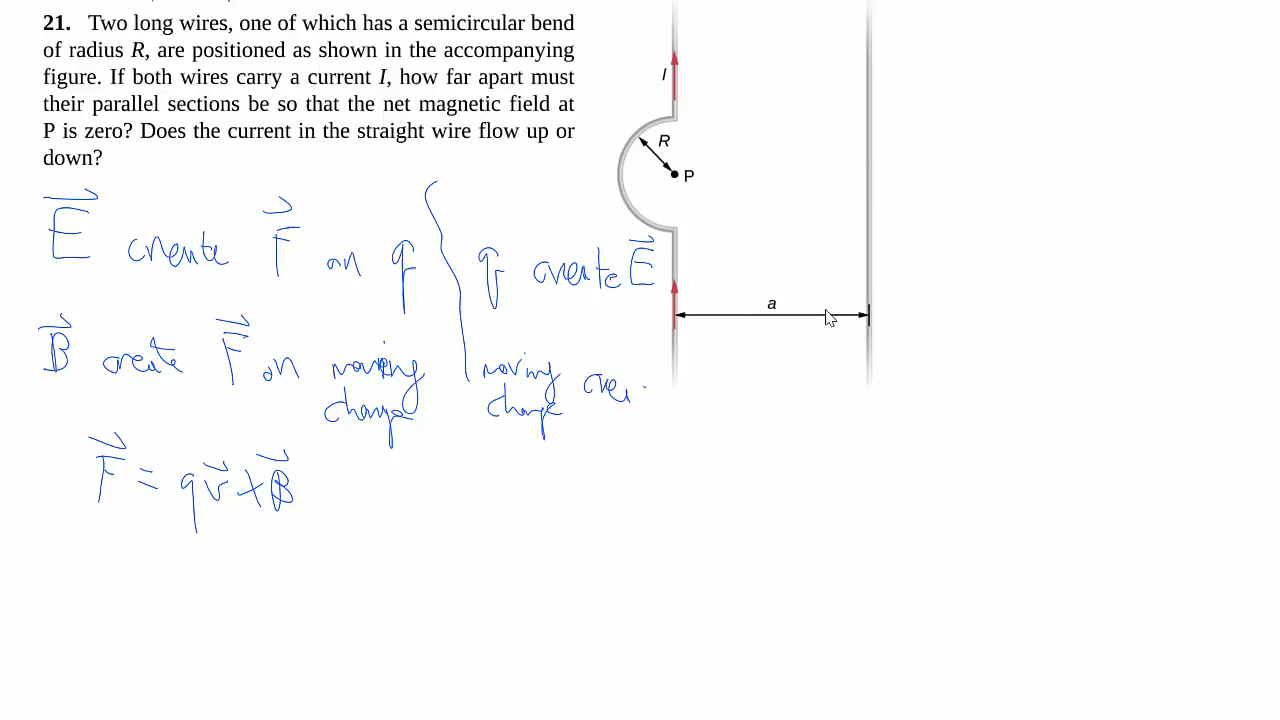 21. Two long wires, one of which has a semicircular bend
of radius R, are positioned as shown in the accompanying
figure. If both wires carry a current I, how far apart must
their parallel sections be so that the net magnetic field at
P is zero? Does the current in the straight wire flow up or
down?
I
R
P
a
E⃗ create F⃗ on q
q create E⃗
B⃗ create F⃗ on moving
charge
moving
charge crea
F⃗ = qv⃗ × B⃗